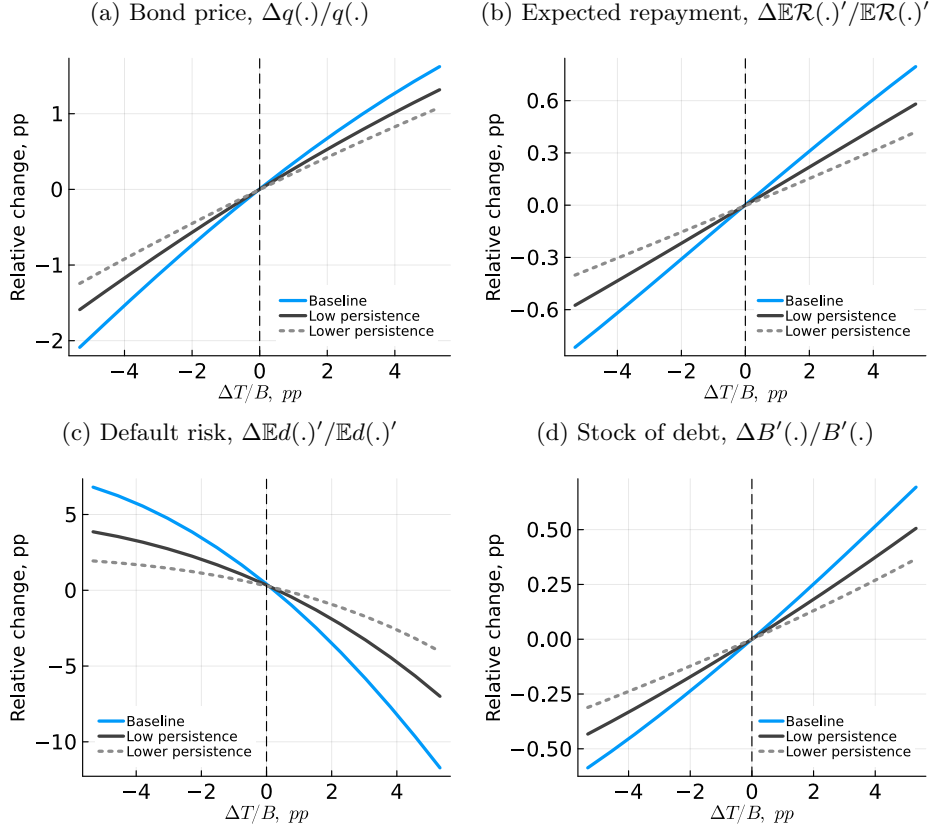 (a) Bond price, Δq(.)/q(.)
Relative change, pp
1
0
−1
−2
Baseline
Low persistence
Lower persistence
−4 −2 0 2 4
ΔT/B, pp
(b) Expected repayment, Δ𝔼ℛ(.)′/𝔼ℛ(.)′
Relative change, pp
0.6
0.3
0.0
−0.3
−0.6
Baseline
Low persistence
Lower persistence
−4 −2 0 2 4
ΔT/B, pp
(c) Default risk, Δ𝔼d(.)′/𝔼d(.)′
Relative change, pp
5
0
−5
−10
Baseline
Low persistence
Lower persistence
−4 −2 0 2 4
ΔT/B, pp
(d) Stock of debt, ΔB′(.)/B′(.)
Relative change, pp
0.50
0.25
0.00
−0.25
−0.50
Baseline
Low persistence
Lower persistence
−4 −2 0 2 4
ΔT/B, pp